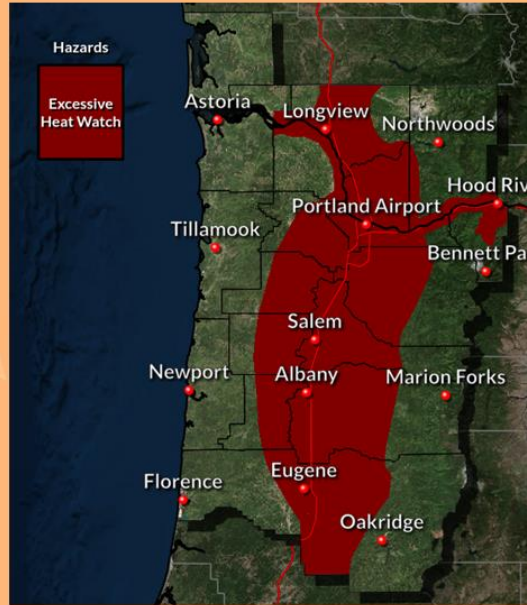 Hazards
Excessive
Heat Watch
Astoria
Longview
Northwoods
Hood Riv
Portland Airport
Tillamook
Bennett Pa
Salem
Newport
Albany
Marion Forks
Eugene
Florence
Oakridge